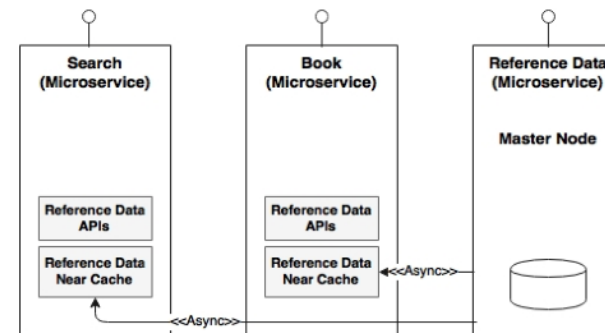 Search
(Microservice)
Reference Data
APIs
Reference Data
Near Cache
Book
(Microservice)
Reference Data
APIs
Reference Data
Near Cache
Reference Data
(Microservice)
Master Node
<<Async>>
<<Async>>